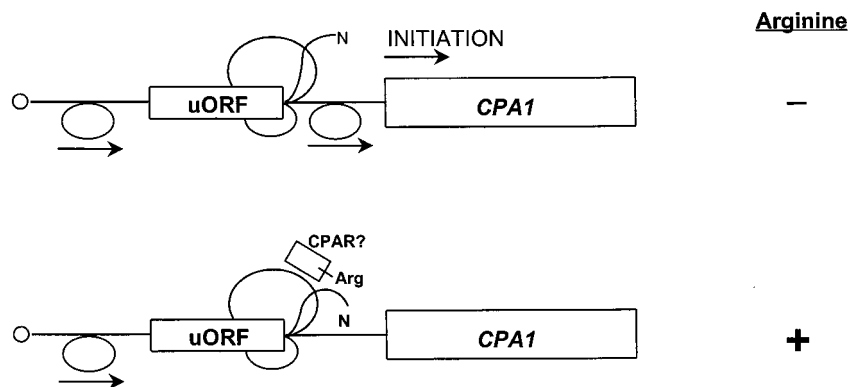 Arginine
N
INITIATION
uORF
CPA1
–
CPAR?
Arg
N
uORF
CPA1
+